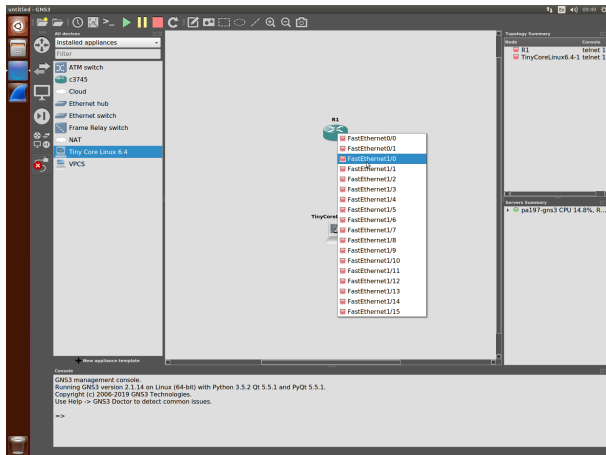 untitled - GNS3
En
09:49
All devices
Installed appliances
Filter
ATM switch
c3745
Cloud
Ethernet hub
Ethernet switch
Frame Relay switch
NAT
Tiny Core Linux 6.4
VPCS
New appliance template
R1
FastEthernet0/0
FastEthernet0/1
FastEthernet1/0
FastEthernet1/1
FastEthernet1/2
FastEthernet1/3
FastEthernet1/4
FastEthernet1/5
FastEthernet1/6
FastEthernet1/7
FastEthernet1/8
FastEthernet1/9
FastEthernet1/10
FastEthernet1/11
FastEthernet1/12
FastEthernet1/13
FastEthernet1/14
FastEthernet1/15
Topology Summary
Node Console
R1 telnet 1
TinyCoreLinux6.4-1 telnet 1
Servers Summary
pa197-gns3 CPU 14.8%, R...
Console
GNS3 management console.
Running GNS3 version 2.1.14 on Linux (64-bit) with Python 3.5.2 Qt 5.5.1 and PyQt 5.5.1.
Copyright (c) 2006-2019 GNS3 Technologies.
Use Help -> GNS3 Doctor to detect common issues.
=>